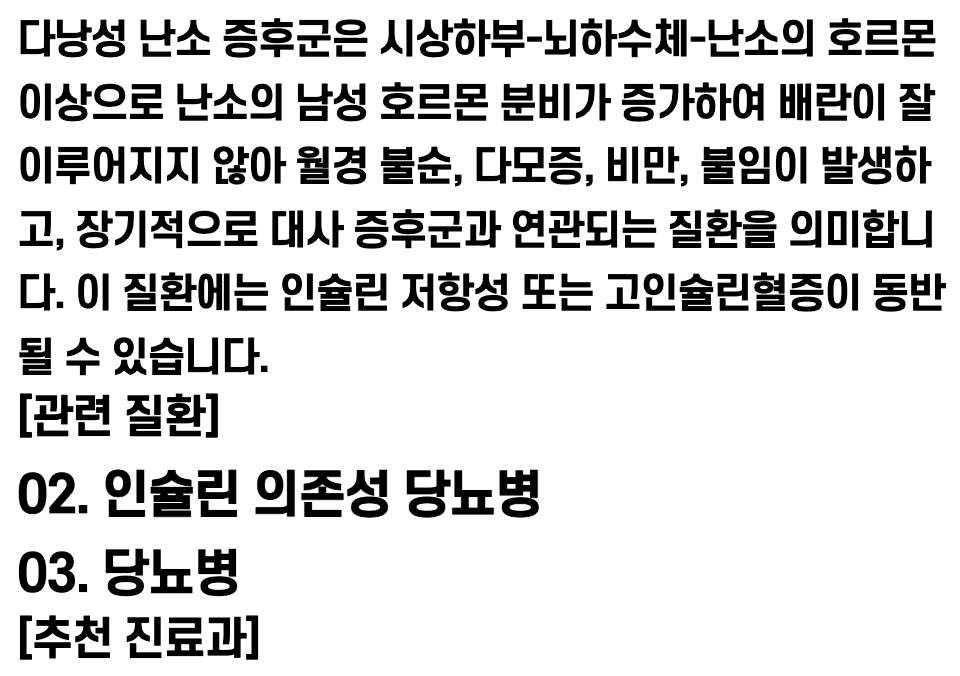 다낭성 난소 증후군은 시상하부-뇌하수체-난소의 호르몬
이상으로 난소의 남성 호르몬 분비가 증가하여 배란이 잘
이루어지지 않아 월경 불순, 다모증, 비만, 불임이 발생하
고, 장기적으로 대사 증후군과 연관되는 질환을 의미합니
다. 이 질환에는 인슐린 저항성 또는 고인슐린혈증이 동반
될 수 있습니다.
[관련 질환]
02. 인슐린 의존성 당뇨병
03. 당뇨병
[추천 진료과]